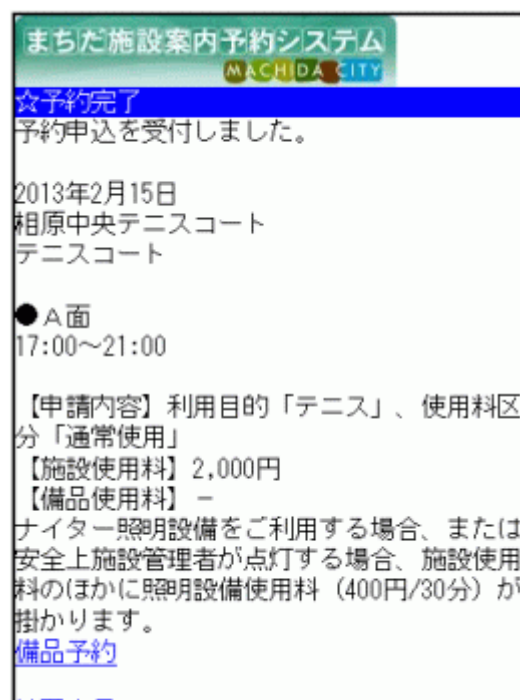 まちだ施設案内予約システム
MACHIDA CITY
☆予約完了
予約申込を受付しました。
2013年2月15日
相原中央テニスコート
テニスコート
●A面
17:00～21:00
【申請内容】利用目的「テニス」、使用料区
分「通常使用」
【施設使用料】2,000円
【備品使用料】－
ナイター照明設備をご利用する場合、または
安全上施設管理者が点灯する場合、施設使用
料のほかに照明設備使用料（400円/30分）が
掛かります。
備品予約